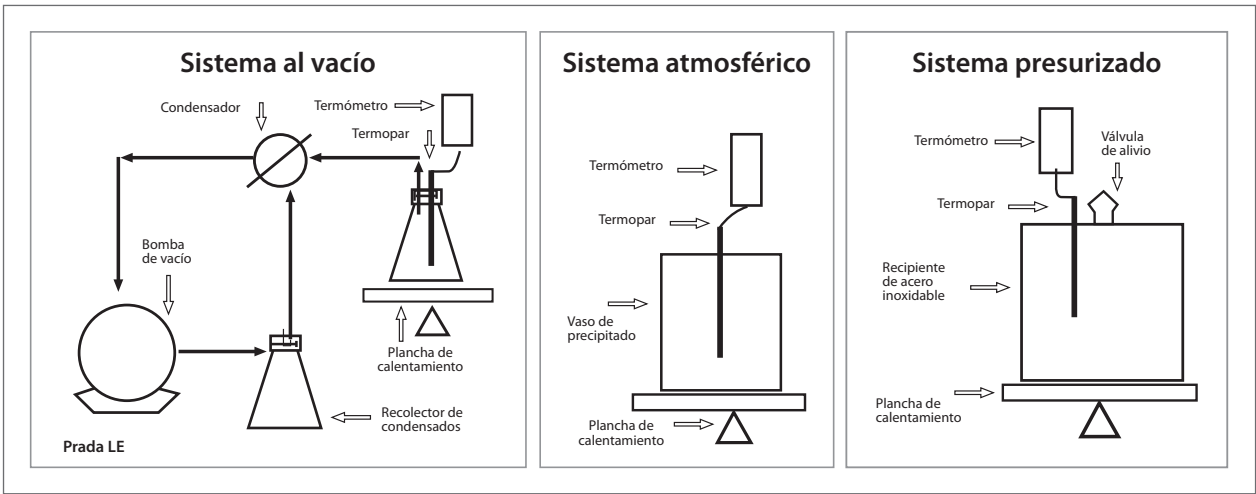 Sistema al vacío
Condensador
Termómetro
Termopar
Bomba
de vacío
Plancha de
calentamiento
Recolector de
condensados
Prada LE
Sistema atmosférico
Termómetro
Termopar
Vaso de
precipitado
Plancha de
calentamiento
Sistema presurizado
Termómetro
Válvula
de alivio
Termopar
Recipiente
de acero
inoxidable
Plancha de
calentamiento